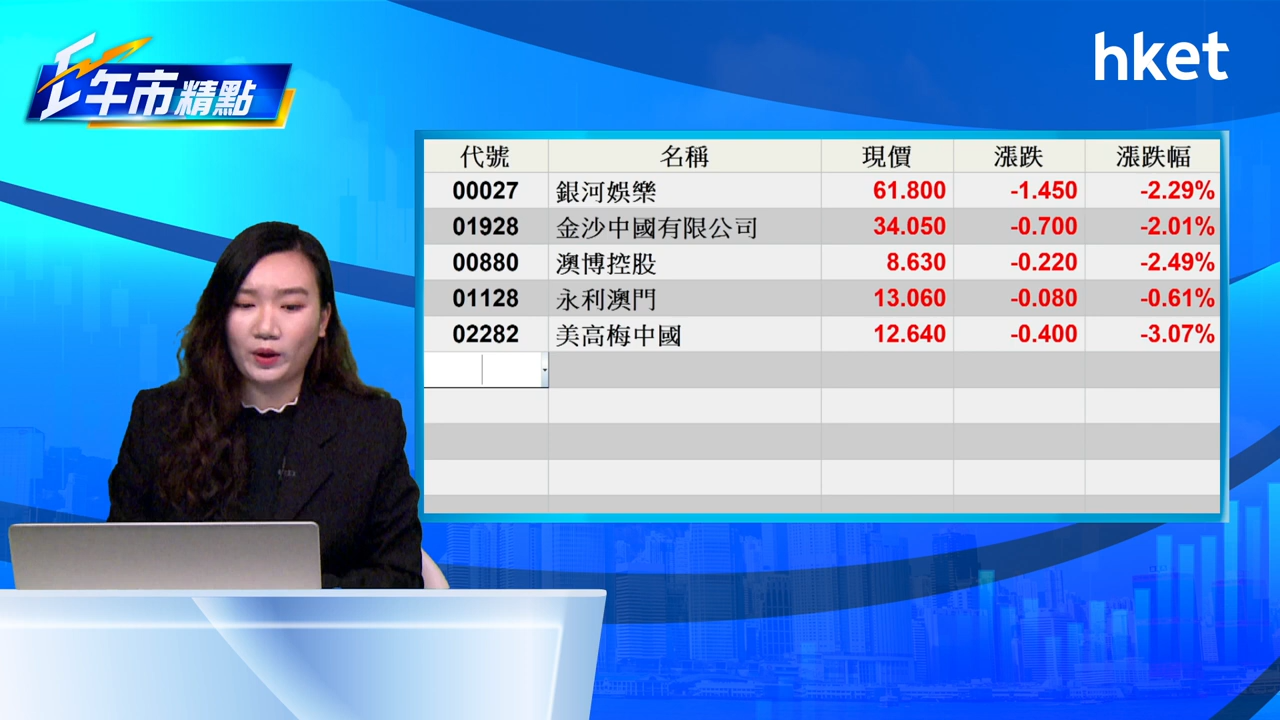 午市精點
hket
代號 名稱 現價 漲跌 漲跌幅
00027 銀河娛樂 61.800 -1.450 -2.29%
01928 金沙中國有限公司 34.050 -0.700 -2.01%
00880 澳博控股 8.630 -0.220 -2.49%
01128 永利澳門 13.060 -0.080 -0.61%
02282 美高梅中國 12.640 -0.400 -3.07%